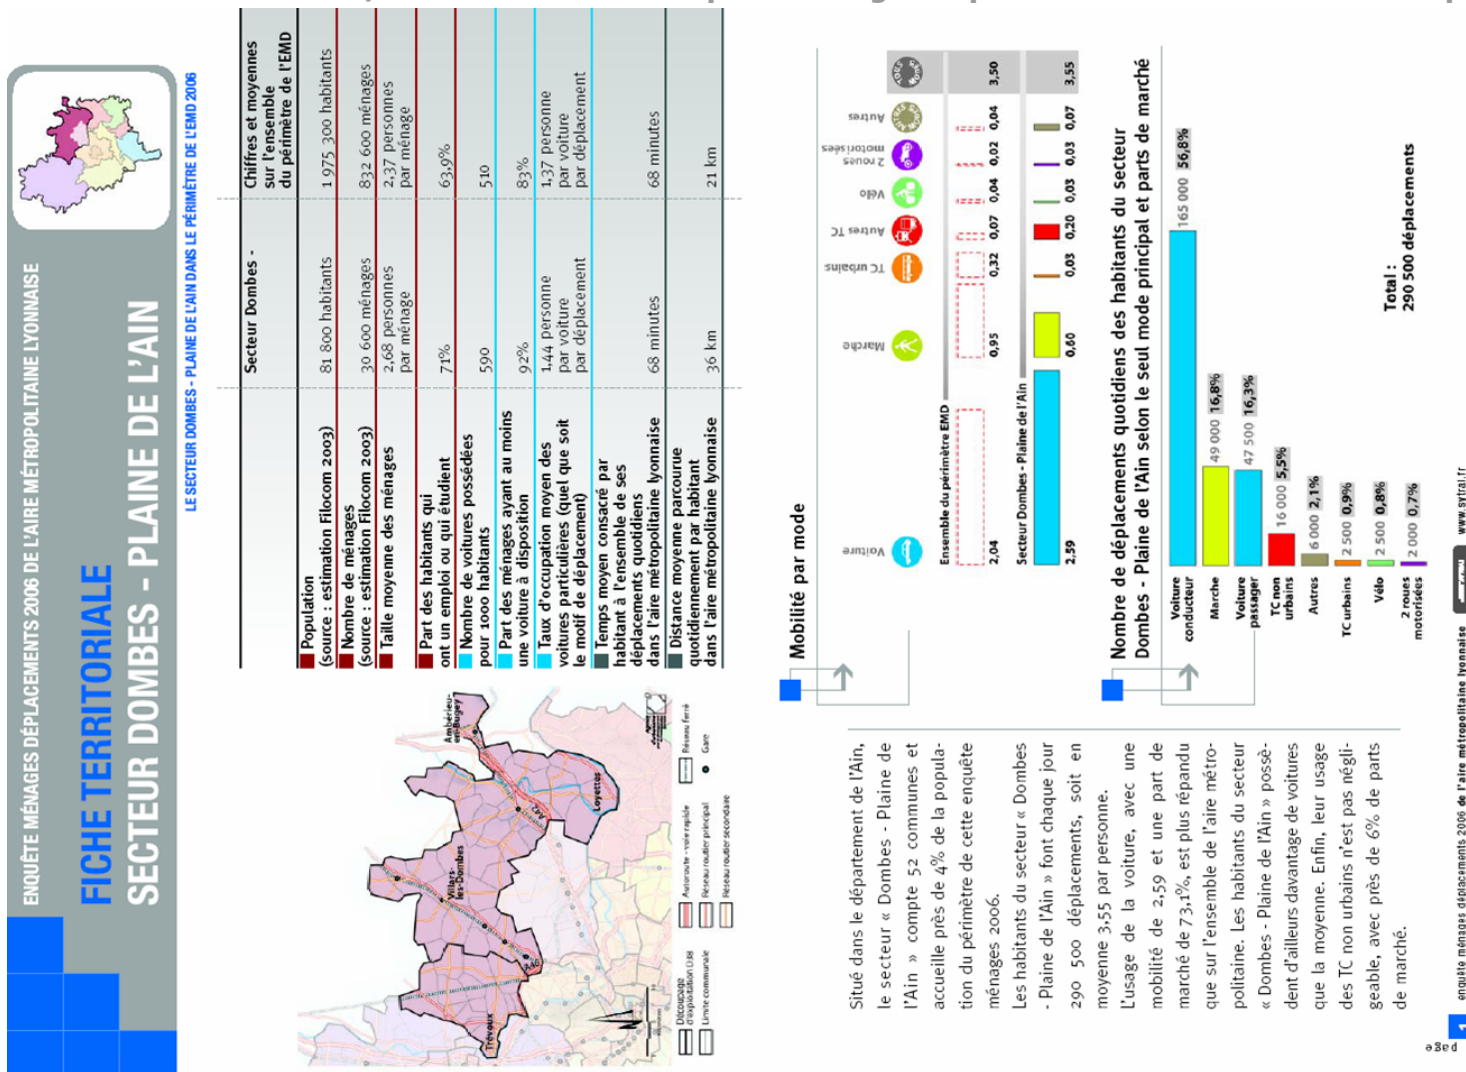 ENQUÊTE MÉNAGES DÉPLACEMENTS 2006 DE L'AIRE MÉTROPOLITAINE LYONNAISE
FICHE TERRITORIALE
SECTEUR DOMBES - PLAINE DE L'AIN
LE SECTEUR DOMBES - PLAINE DE L'AIN DANS LE PÉRIMÈTRE DE L'EMD 2006
Secteur Dombes -
Chiffres et moyennes
sur l'ensemble
du périmètre de l'EMD
Population
(source : estimation Filocom 2003)
81 800 habitants
1 975 300 habitants
Nombre de ménages
(source : estimation Filocom 2003)
30 600 ménages
832 600 ménages
Taille moyenne des ménages
2,68 personnes
par ménage
2,37 personnes
par ménage
Part des habitants qui
ont un emploi ou qui étudient
71%
63,9%
Nombre de voitures possédées
pour 1000 habitants
590
510
Part des ménages ayant au moins
une voiture à disposition
92%
83%
Taux d'occupation moyen des
voitures particulières (quel que soit
le motif de déplacement)
1,44 personne
par voiture
par déplacement
1,37 personne
par voiture
par déplacement
Temps moyen consacré par
habitant à l'ensemble de ses
déplacements quotidiens
dans l'aire métropolitaine lyonnaise
68 minutes
68 minutes
Distance moyenne parcourue
quotidiennement par habitant
dans l'aire métropolitaine lyonnaise
36 km
21 km
Ambérieu-
en-Bugey
Villars-
les-Dombes
Loyettes
Trévoux
A42
A46
Découpage
d'exploitation D38
Limite communale
Autoroute - voie rapide
Réseau routier principal
Réseau routier secondaire
Réseau ferré
Gare
Situé dans le département de l'Ain,
le secteur « Dombes - Plaine de
l'Ain » compte 52 communes et
accueille près de 4% de la popula-
tion du périmètre de cette enquête
ménages 2006.
Les habitants du secteur « Dombes
- Plaine de l'Ain » font chaque jour
290 500 déplacements, soit en
moyenne 3,55 par personne.
L'usage de la voiture, avec une
mobilité de 2,59 et une part de
marché de 73,1%, est plus répandu
que sur l'ensemble de l'aire métro-
politaine. Les habitants du secteur
« Dombes - Plaine de l'Ain » possè-
dent d'ailleurs davantage de voitures
que la moyenne. Enfin, leur usage
des TC non urbains n'est pas négli-
geable, avec près de 6% de parts
de marché.
Mobilité par mode
Voiture
Marche
TC urbains
Autres TC
Vélo
2 roues
motorisées
Autres
Ensemble du périmètre EMD
2,04
0,95
0,32
0,07
0,04
0,02
0,04
3,50
Secteur Dombes - Plaine de l'Ain
2,59
0,60
0,03
0,20
0,03
0,03
0,07
3,55
Nombre de déplacements quotidiens des habitants du secteur
Dombes - Plaine de l'Ain selon le seul mode principal et parts de marché
Voiture
conducteur
165 000 56,8%
Marche
49 000 16,8%
Voiture
passager
47 500 16,3%
TC non
urbains
16 000 5,5%
Autres
6 000 2,1%
TC urbains
2 500 0,9%
Vélo
2 500 0,8%
2 roues
motorisées
2 000 0,7%
Total :
290 500 déplacements
page 1
enquête ménages déplacements 2006 de l'aire métropolitaine lyonnaise
www.sytral.fr